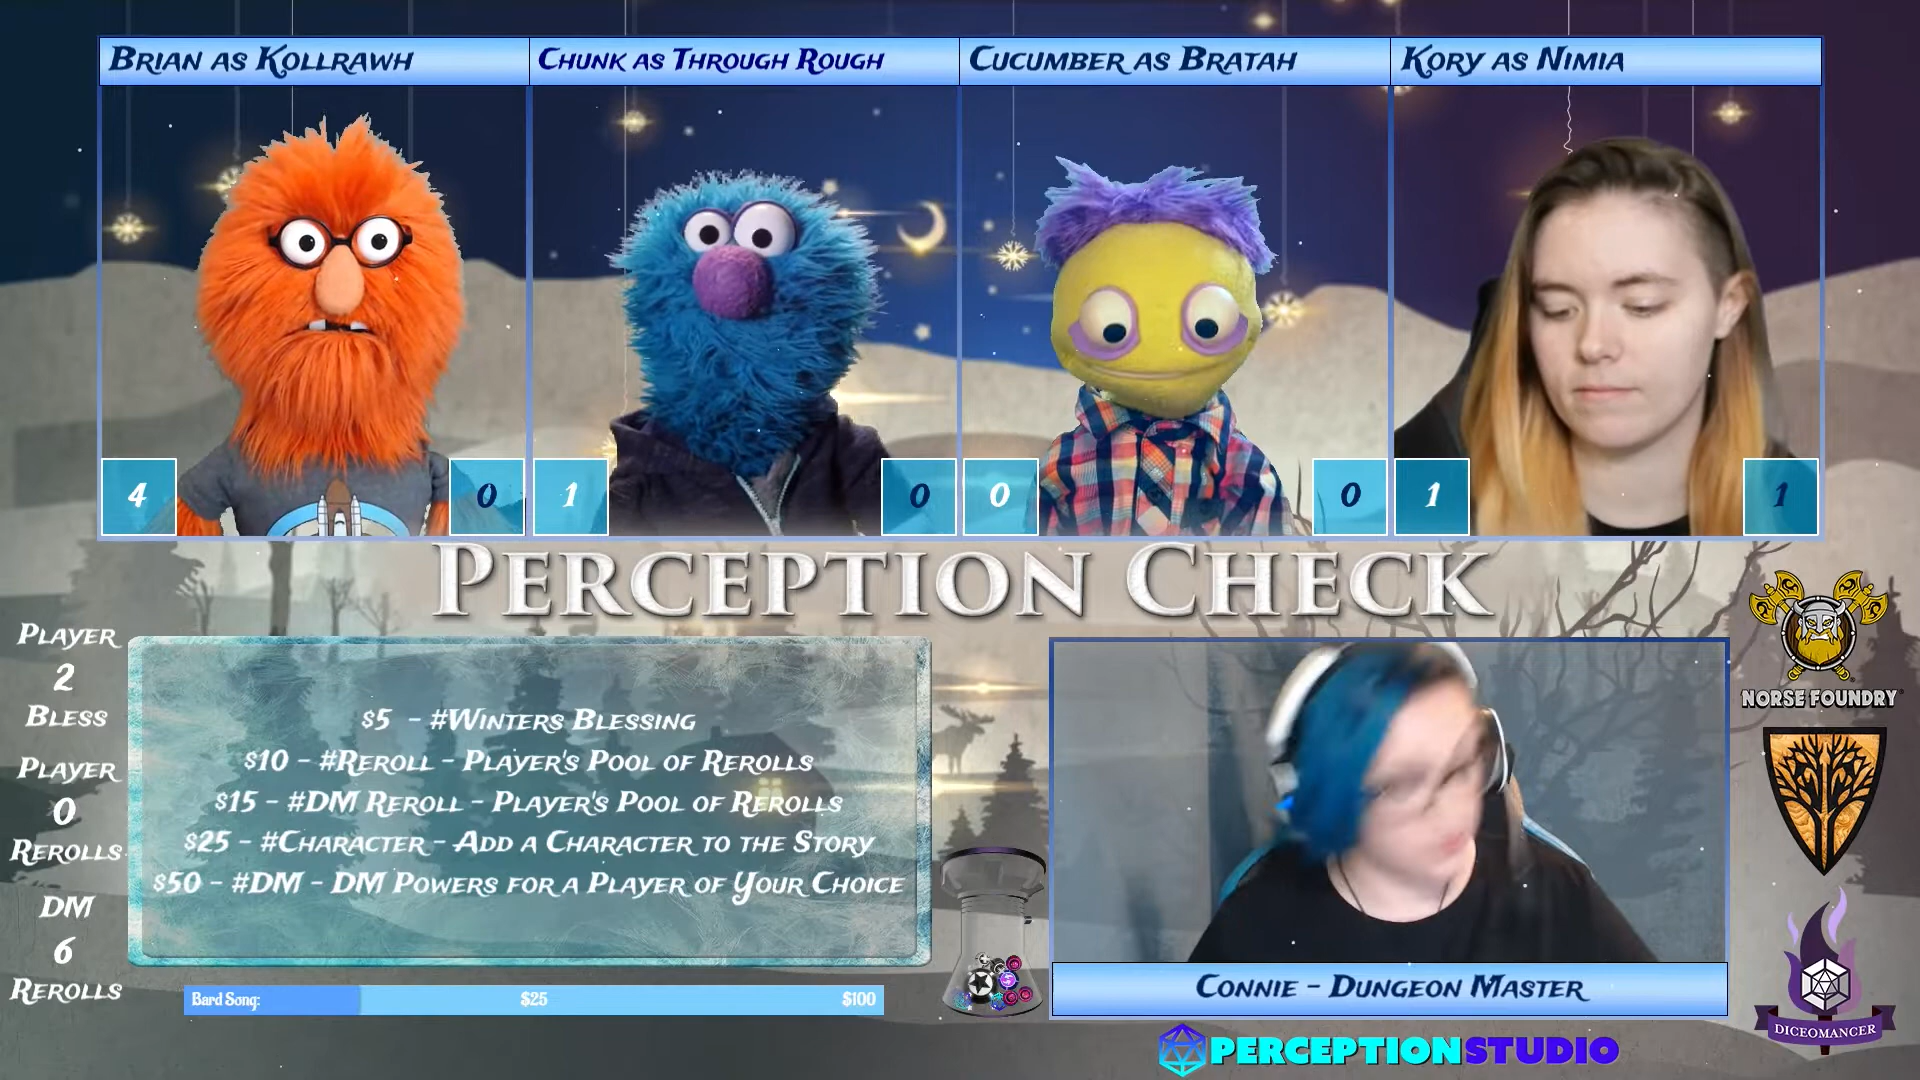 Brian as Kollrawh
Chunk as Through Rough
Cucumber as Bratah
Kory as Nimia
4
0
1
0
0
0
1
1
Perception Check
Player
2
Bless
Player
0
Rerolls
DM
6
Rerolls
$5 - #Winters Blessing
$10 - #Reroll - Player's Pool of Rerolls
$15 - #DM Reroll - Player's Pool of Rerolls
$25 - #Character - Add a Character to the Story
$50 - #DM - DM Powers for a Player of Your Choice
Bard Song: $25 $100
Connie - Dungeon Master
NORSE FOUNDRY
DICEOMANCER
PERCEPTIONSTUDIO